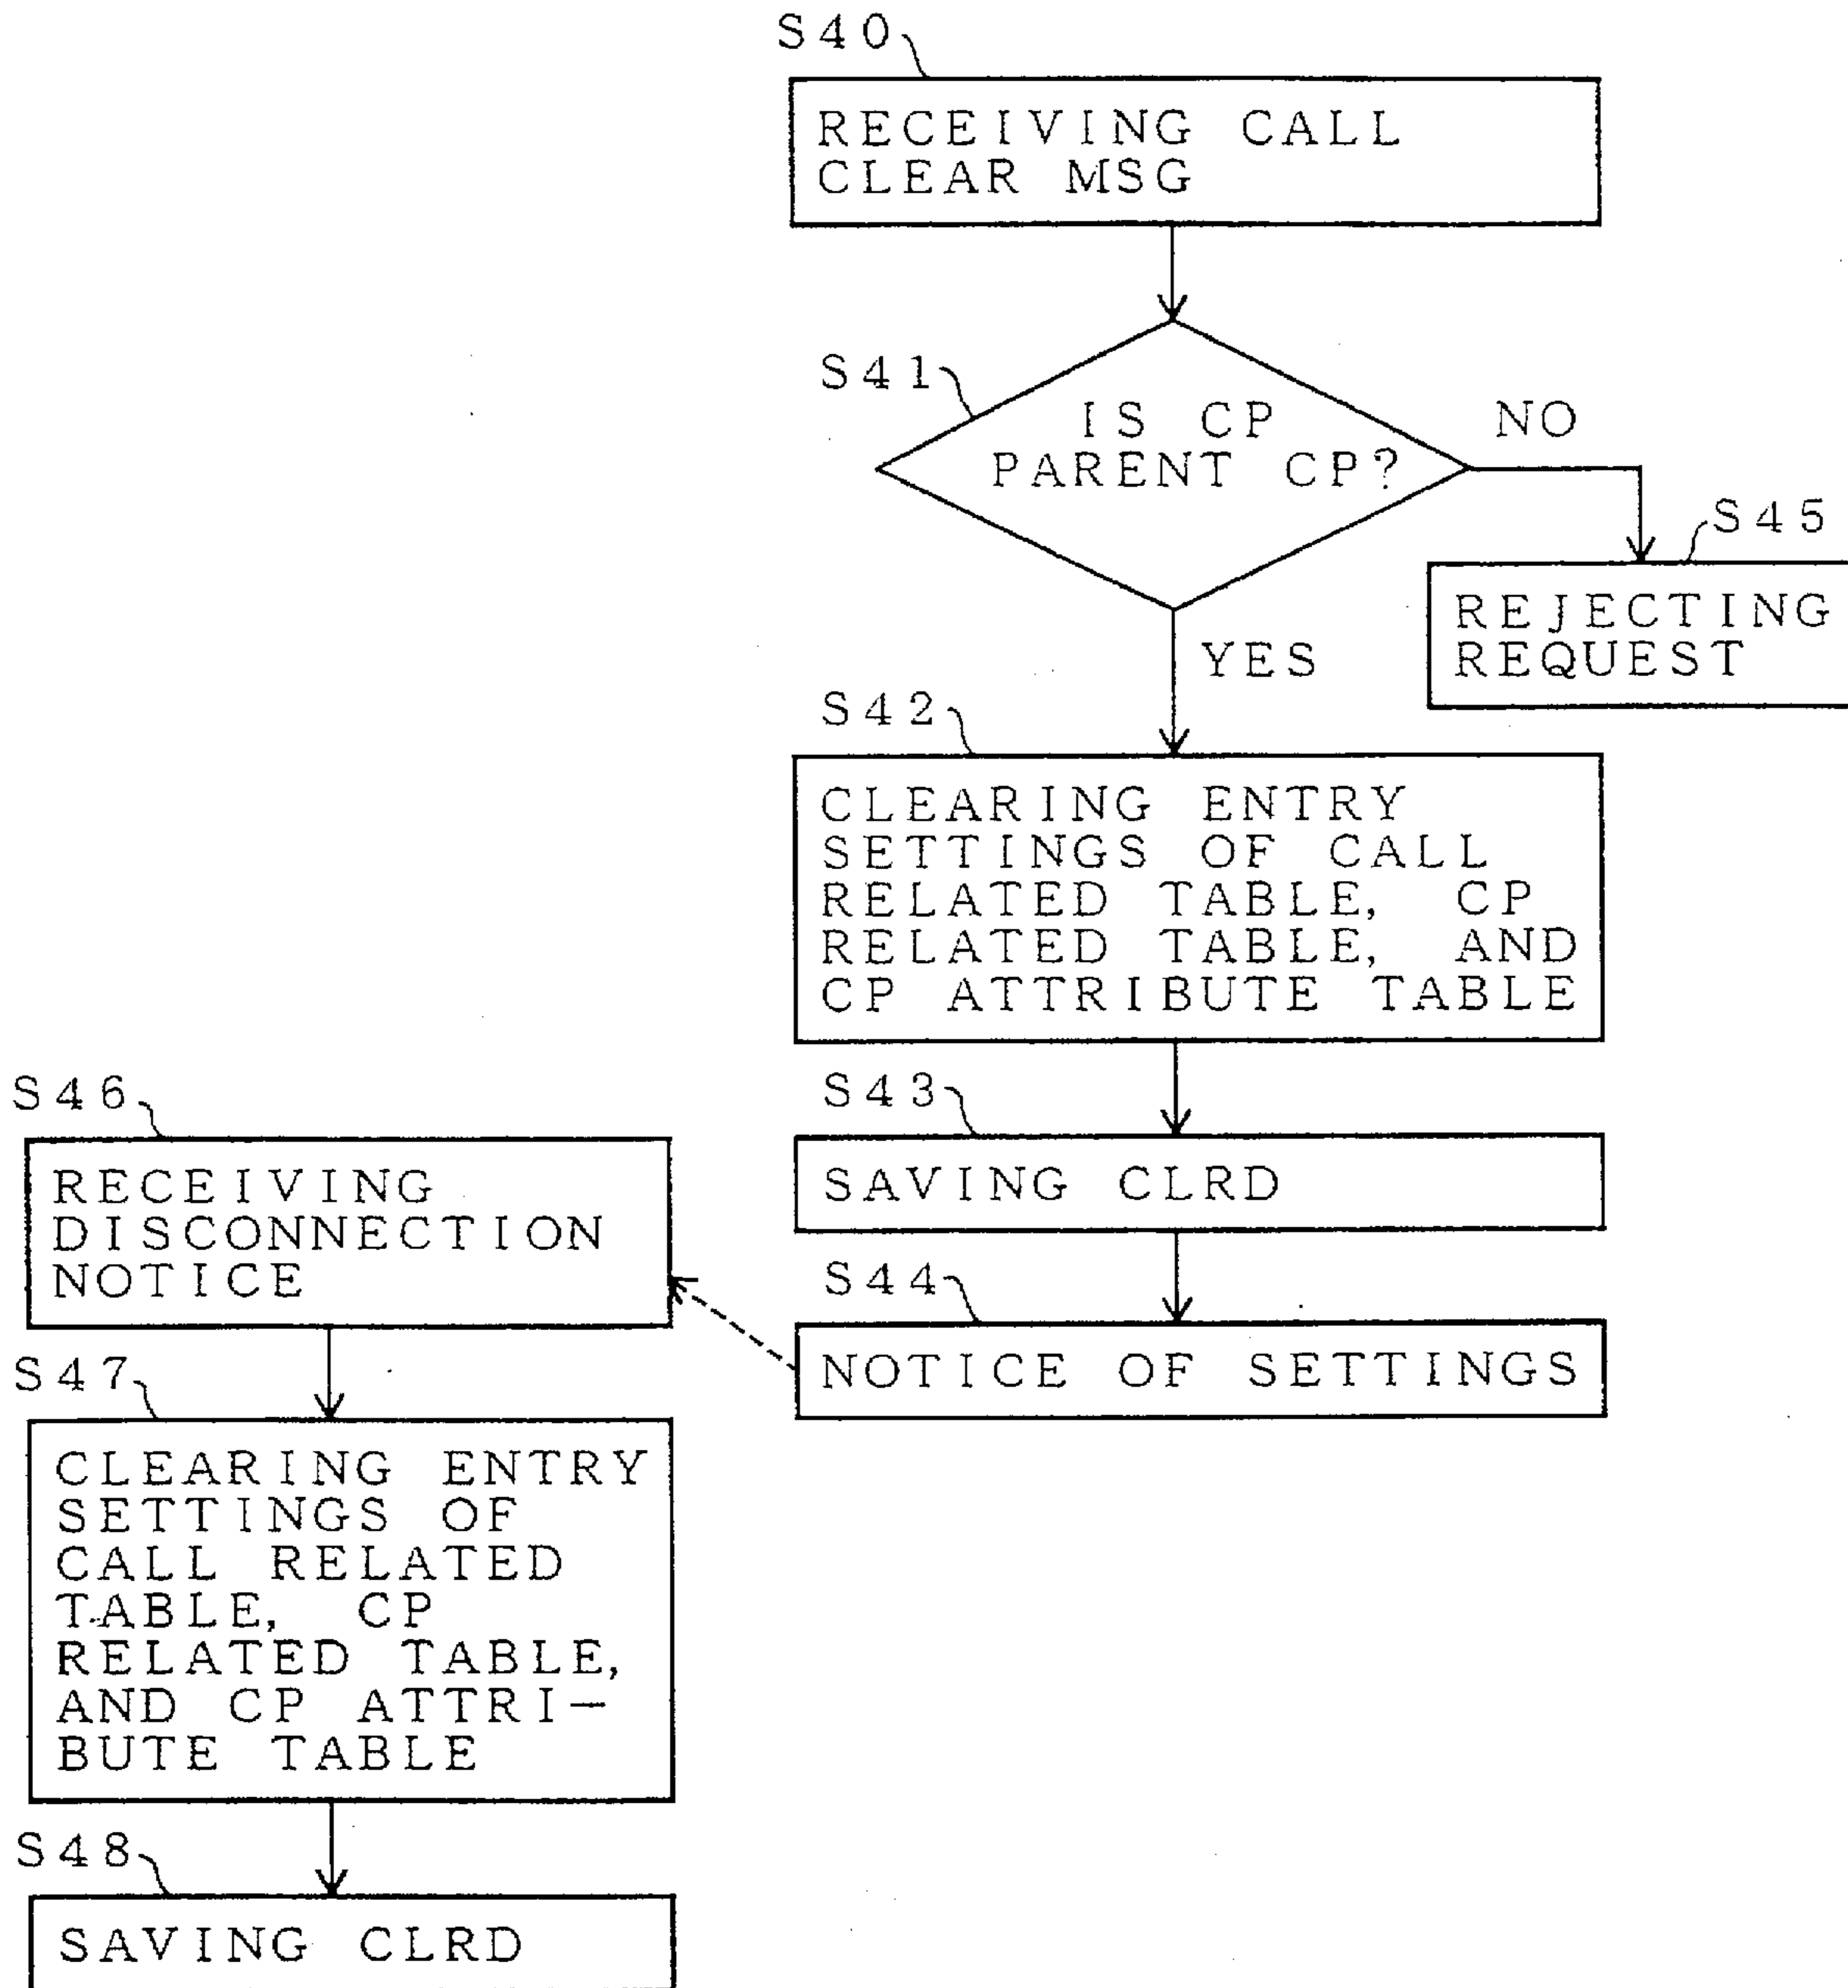 S40
RECEIVING CALL
CLEAR MSG
S41
IS CP
PARENT CP?
NO
S45
REJECTING
REQUEST
YES
S42
CLEARING ENTRY
SETTINGS OF CALL
RELATED TABLE, CP
RELATED TABLE, AND
CP ATTRIBUTE TABLE
S43
SAVING CLRD
S44
NOTICE OF SETTINGS
S46
RECEIVING
DISCONNECTION
NOTICE
S47
CLEARING ENTRY
SETTINGS OF
CALL RELATED
TABLE, CP
RELATED TABLE,
AND CP ATTRI-
BUTE TABLE
S48
SAVING CLRD